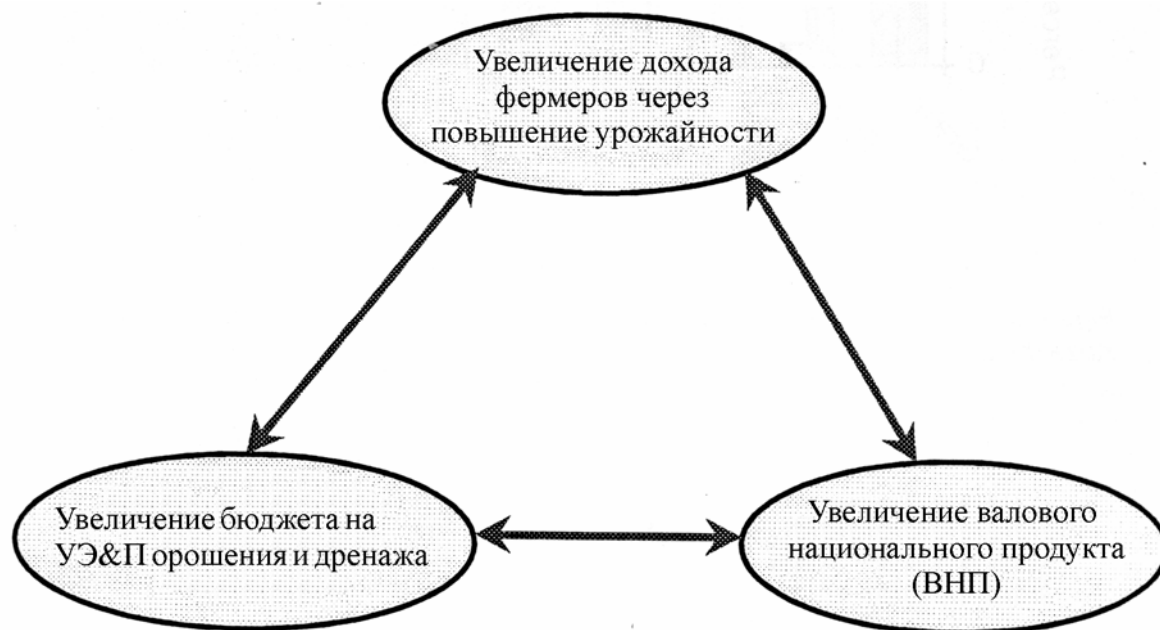 Увеличение дохода
фермеров через
повышение урожайности
Увеличение бюджета на
УЭ&П орошения и дренажа
Увеличение валового
национального продукта
(ВНП)